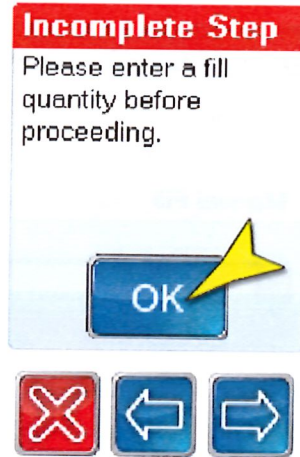 Incomplete Step
Please enter a fill
quantity before
proceeding.
OK